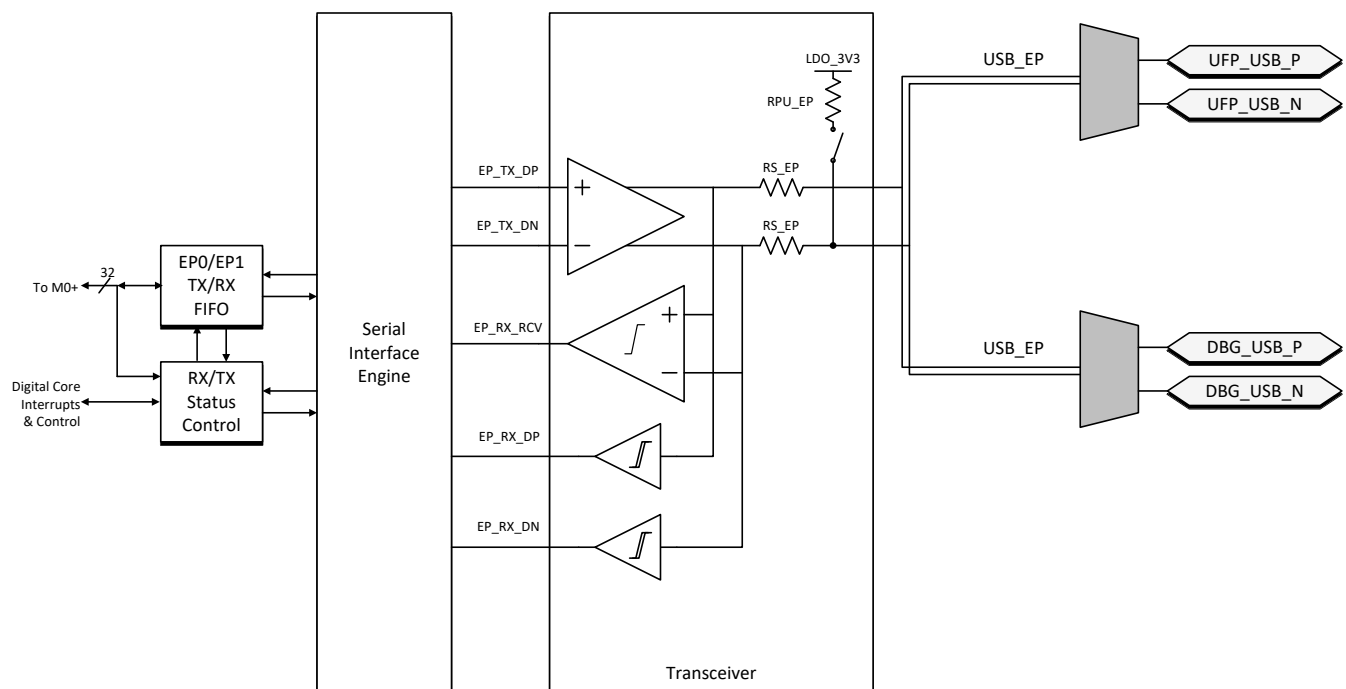 LDO_3V3
RPU_EP
USB_EP
UFP_USB_P
UFP_USB_N
EP_TX_DP
RS_EP
EP_TX_DN
RS_EP
To M0+
32
EP0/EP1
TX/RX
FIFO
EP_RX_RCV
Serial
Interface
Engine
RX/TX
Status
Control
Digital Core
Interrupts
& Control
USB_EP
DBG_USB_P
DBG_USB_N
EP_RX_DP
EP_RX_DN
Transceiver